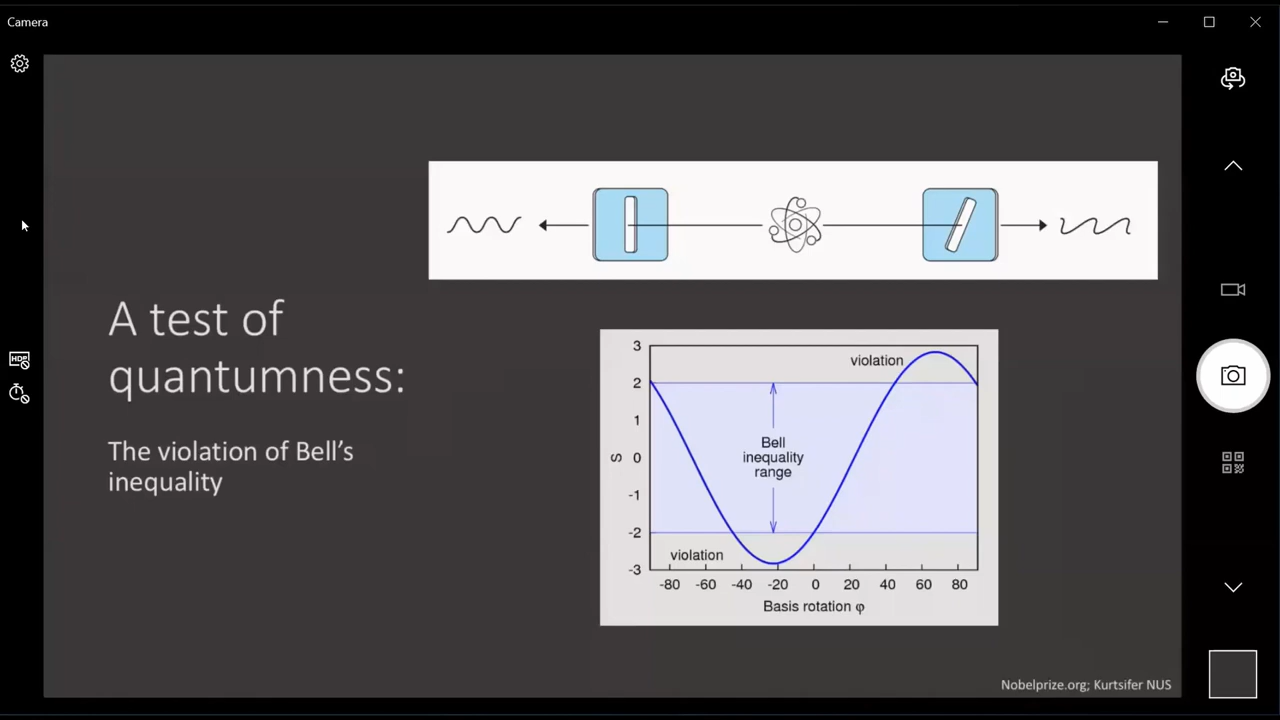 Camera
A test of
quantumness:
The violation of Bell's
inequality
3
2
1
0
-1
-2
-3
S
violation
Bell
inequality
range
violation
-80 -60 -40 -20 0 20 40 60 80
Basis rotation φ
HDR
Nobelprize.org; Kurtsifer NUS